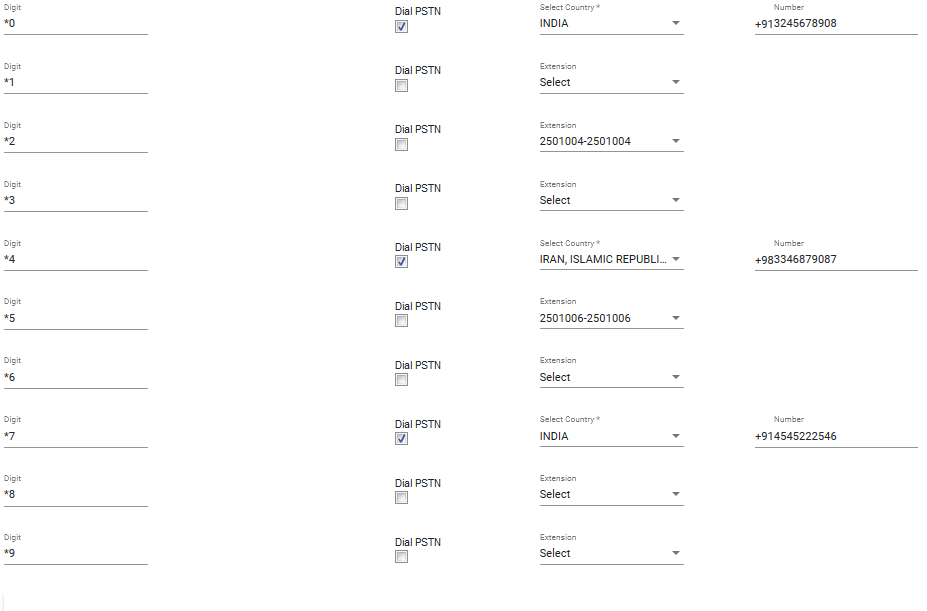 Digit Dial PSTN Select Country * Number
*0 INDIA +913245678908
Digit Dial PSTN Extension
*1 Select
Digit Dial PSTN Extension
*2 2501004-2501004
Digit Dial PSTN Extension
*3 Select
Digit Dial PSTN Select Country * Number
*4 IRAN, ISLAMIC REPUBLI... +983346879087
Digit Dial PSTN Extension
*5 2501006-2501006
Digit Dial PSTN Extension
*6 Select
Digit Dial PSTN Select Country * Number
*7 INDIA +914545222546
Digit Dial PSTN Extension
*8 Select
Digit Dial PSTN Extension
*9 Select